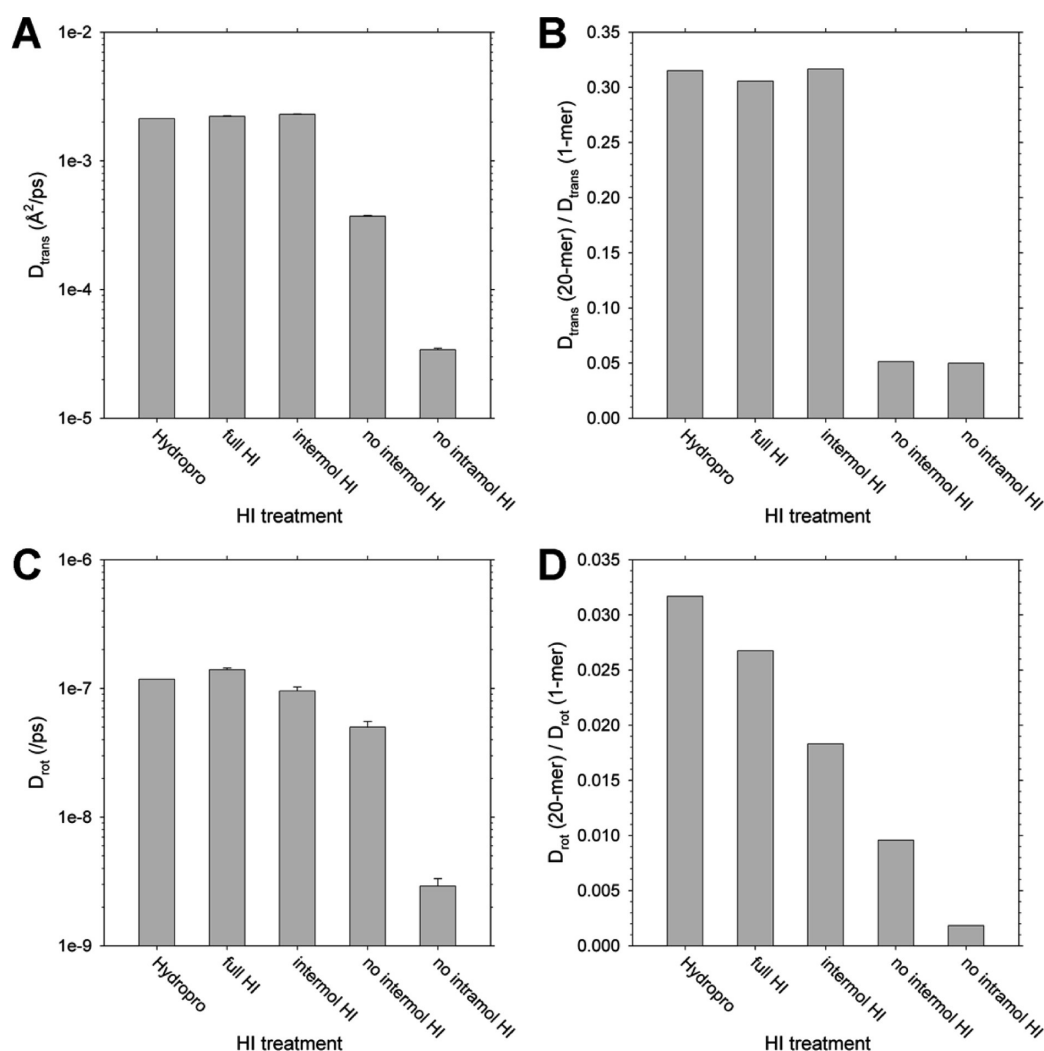 A
1e-2
1e-3
1e-4
1e-5
D_trans (Å²/ps)
Hydropro
full HI
intermol HI
no intermol HI
no intramol HI
HI treatment
B
0.35
0.30
0.25
0.20
0.15
0.10
0.05
0.00
D_trans (20-mer) / D_trans (1-mer)
Hydropro
full HI
intermol HI
no intermol HI
no intramol HI
HI treatment
C
1e-6
1e-7
1e-8
1e-9
D_rot (/ps)
Hydropro
full HI
intermol HI
no intermol HI
no intramol HI
HI treatment
D
0.035
0.030
0.025
0.020
0.015
0.010
0.005
0.000
D_rot (20-mer) / D_rot (1-mer)
Hydropro
full HI
intermol HI
no intermol HI
no intramol HI
HI treatment